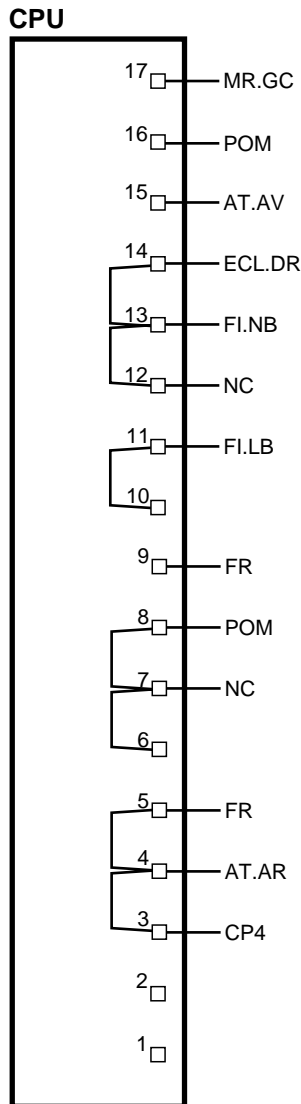 CPU
17 MR.GC
16 POM
15 AT.AV
14 ECL.DR
13 FI.NB
12 NC
11 FI.LB
10
9 FR
8 POM
7 NC
6
5 FR
4 AT.AR
3 CP4
2
1